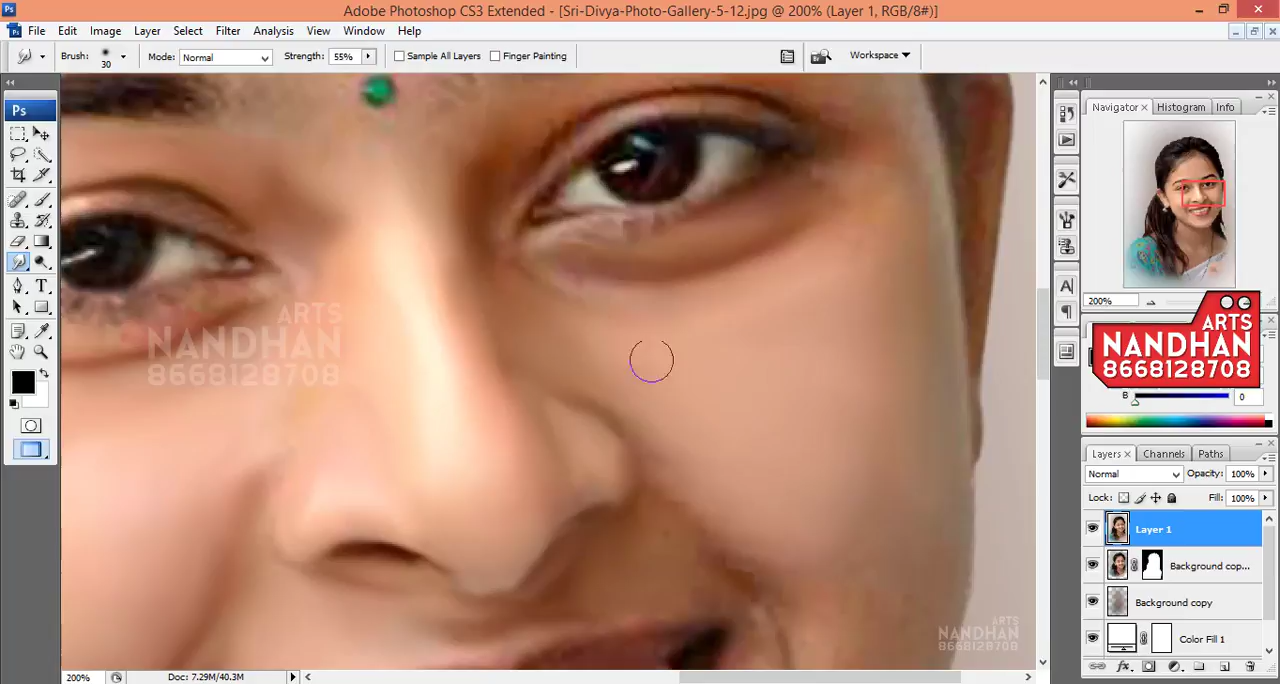 Adobe Photoshop CS3 Extended - [Sri-Divya-Photo-Gallery-5-12.jpg @ 200% (Layer 1, RGB/8#)]
Ps File Edit Image Layer Select Filter Analysis View Window Help
Brush: 30 Mode: Normal Strength: 55% Sample All Layers Finger Painting Workspace
Ps
Navigator Histogram Info
200%
ARTS
NANDHAN
8668128708
ARTS
NANDHAN
8668128708
B 0
Layers Channels Paths
Normal Opacity: 100%
Lock: Fill: 100%
Layer 1
Background cop...
Background copy
Color Fill 1
ARTS
NANDHAN
8668128708
200% Doc: 7.29M/40.3M